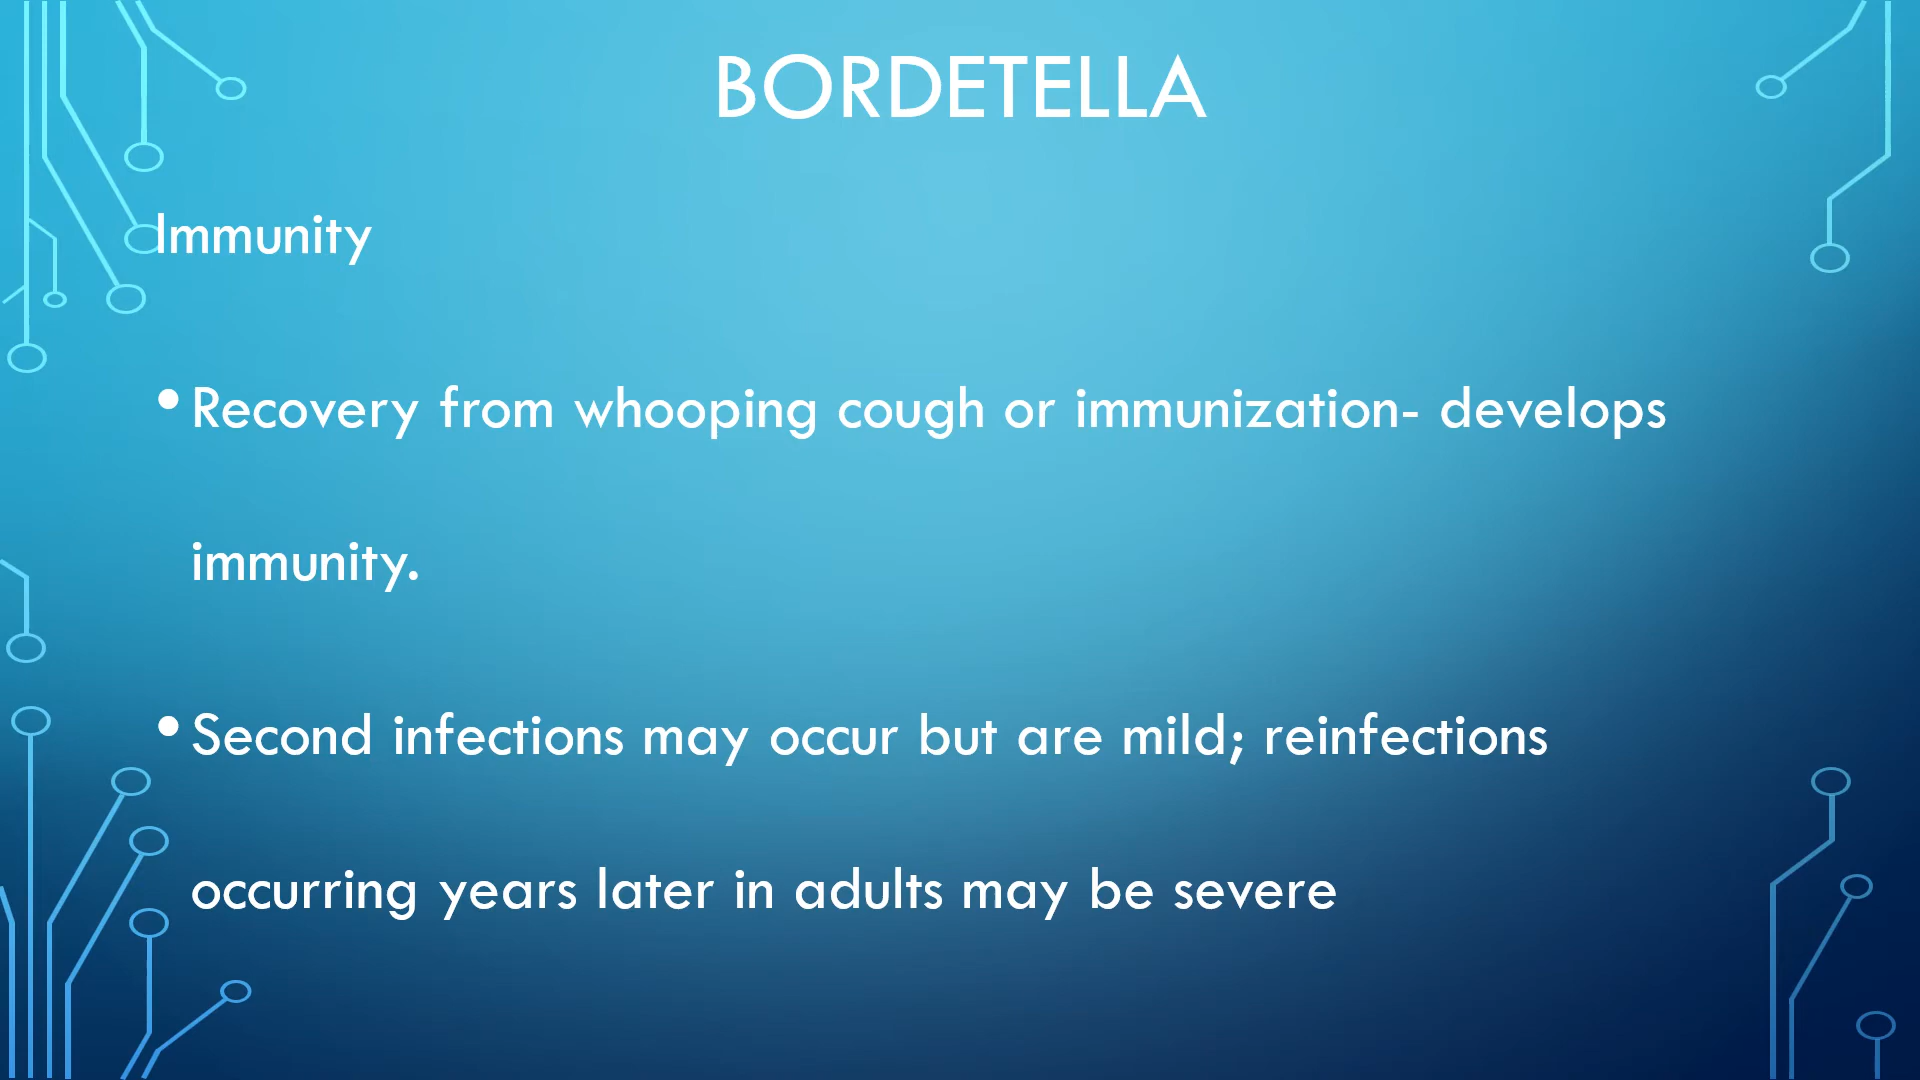 BORDETELLA
Immunity
• Recovery from whooping cough or immunization- develops
immunity.
• Second infections may occur but are mild; reinfections
occurring years later in adults may be severe